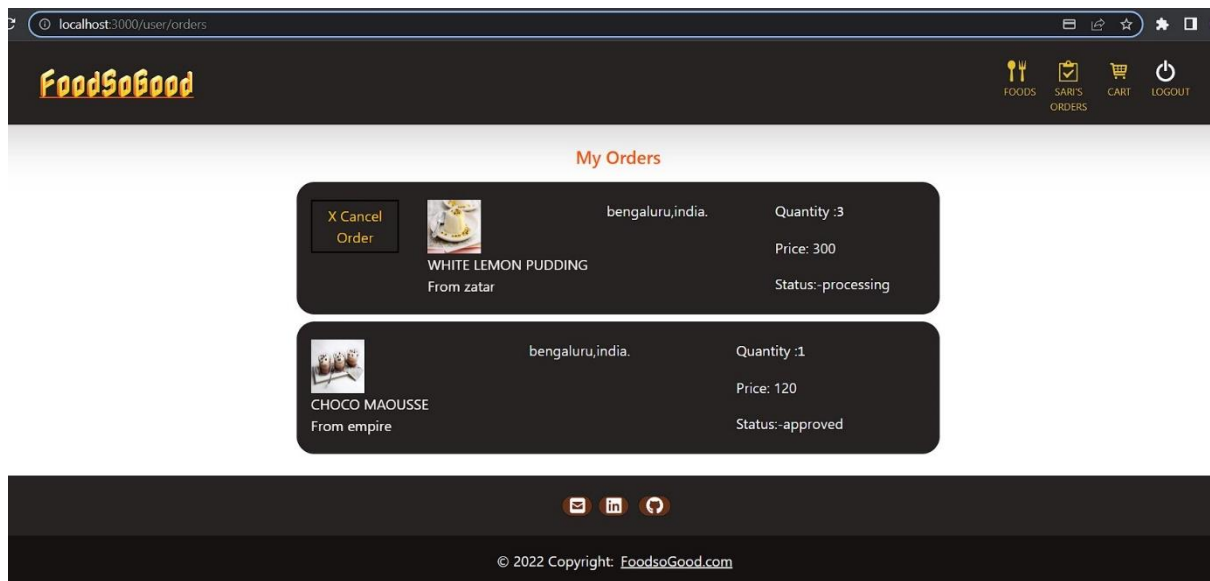 localhost:3000/user/orders
FoodSoGood
FOODS
SARI'S
ORDERS
CART
LOGOUT
My Orders
X Cancel
Order
WHITE LEMON PUDDING
From zatar
bengaluru,india.
Quantity :3
Price: 300
Status:-processing
CHOCO MAOUSSE
From empire
bengaluru,india.
Quantity :1
Price: 120
Status:-approved
in
© 2022 Copyright: FoodsoGood.com